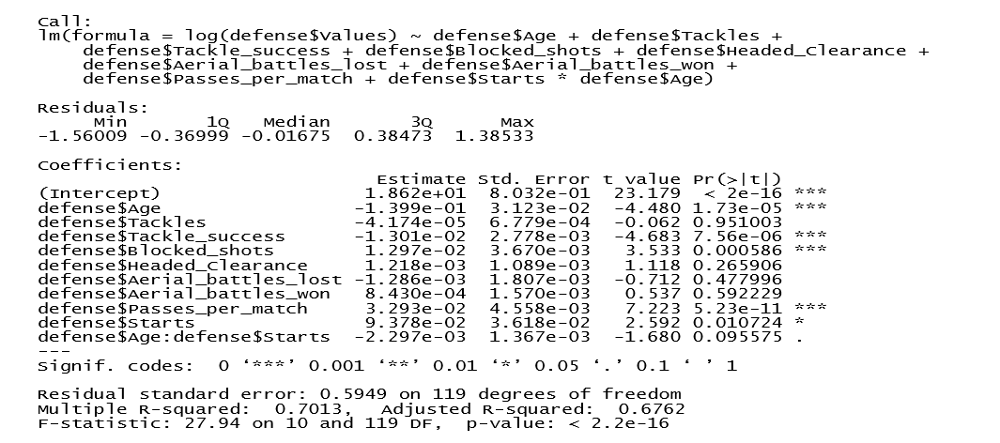 Call:
lm(formula = log(defense$Values) ~ defense$Age + defense$Tackles +
defense$Tackle_success + defense$Blocked_shots + defense$Headed_Clearance +
defense$Aerial_battles_lost + defense$Aerial_battles_won +
defense$Passes_per_match + defense$Starts * defense$Age)
Residuals:
Min 1Q Median 3Q Max
-1.56009 -0.36999 -0.01675 0.38473 1.38533
Coefficients:
Estimate Std. Error t value Pr(>|t|)
(Intercept) 1.862e+01 8.032e-01 23.179 < 2e-16 ***
defense$Age -1.399e-01 3.123e-02 -4.480 1.73e-05 ***
defense$Tackles -4.174e-05 6.779e-04 -0.062 0.951003
defense$Tackle_success -1.301e-02 2.778e-03 -4.683 7.56e-06 ***
defense$Blocked_shots 1.297e-02 3.670e-03 3.533 0.000586 ***
defense$Headed_Clearance 1.218e-03 1.089e-03 1.118 0.265906
defense$Aerial_battles_lost -1.286e-03 1.807e-03 -0.712 0.477996
defense$Aerial_battles_won 8.430e-04 1.570e-03 0.537 0.592229
defense$Passes_per_match 3.293e-02 4.558e-03 7.223 5.23e-11 ***
defense$Starts 9.378e-02 3.618e-02 2.592 0.010724 *
defense$Age:defense$Starts -2.297e-03 1.367e-03 -1.680 0.095575 .
---
Signif. codes: 0 ‘***’ 0.001 ‘**’ 0.01 ‘*’ 0.05 ‘.’ 0.1 ‘ ’ 1
Residual standard error: 0.5949 on 119 degrees of freedom
Multiple R-squared: 0.7013, Adjusted R-squared: 0.6762
F-statistic: 27.94 on 10 and 119 DF, p-value: < 2.2e-16